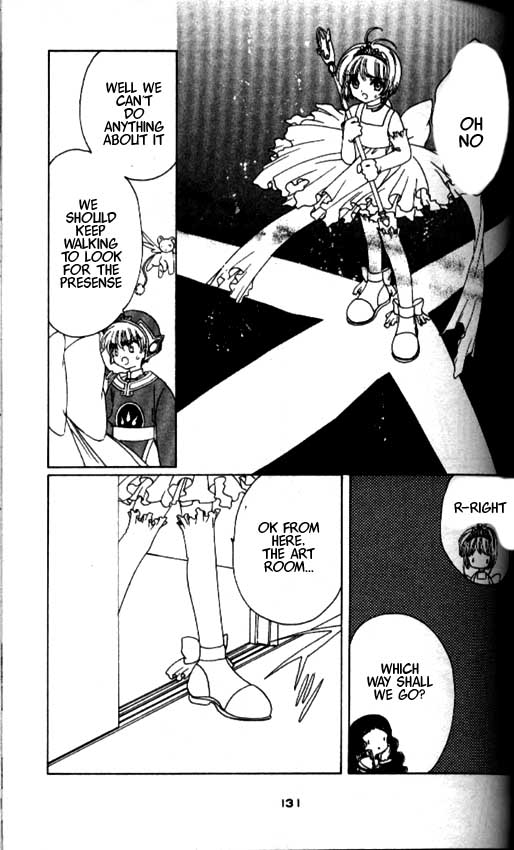 OH
NO
WELL WE
CAN'T
DO
ANYTHING
ABOUT IT
WE
SHOULD
KEEP
WALKING
TO LOOK
FOR THE
PRESENSE
R-RIGHT
WHICH
WAY SHALL
WE GO?
OK FROM
HERE.
THE ART
ROOM...
131